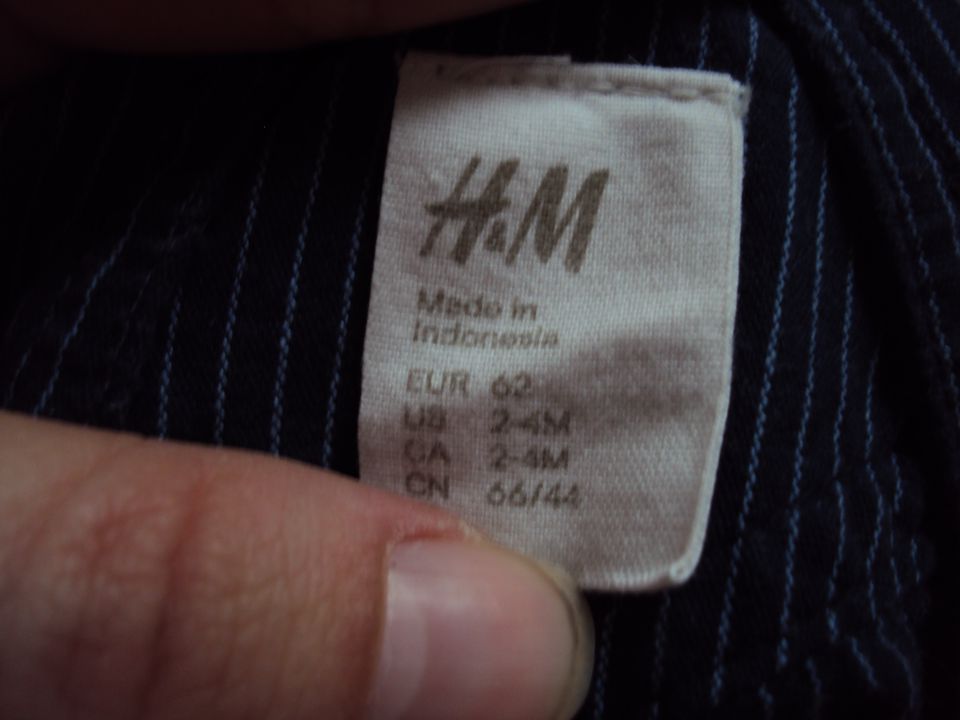 H&M
Made in
Indonesia
EUR 62
US 2-4M
CA 2-4M
CN 66/44